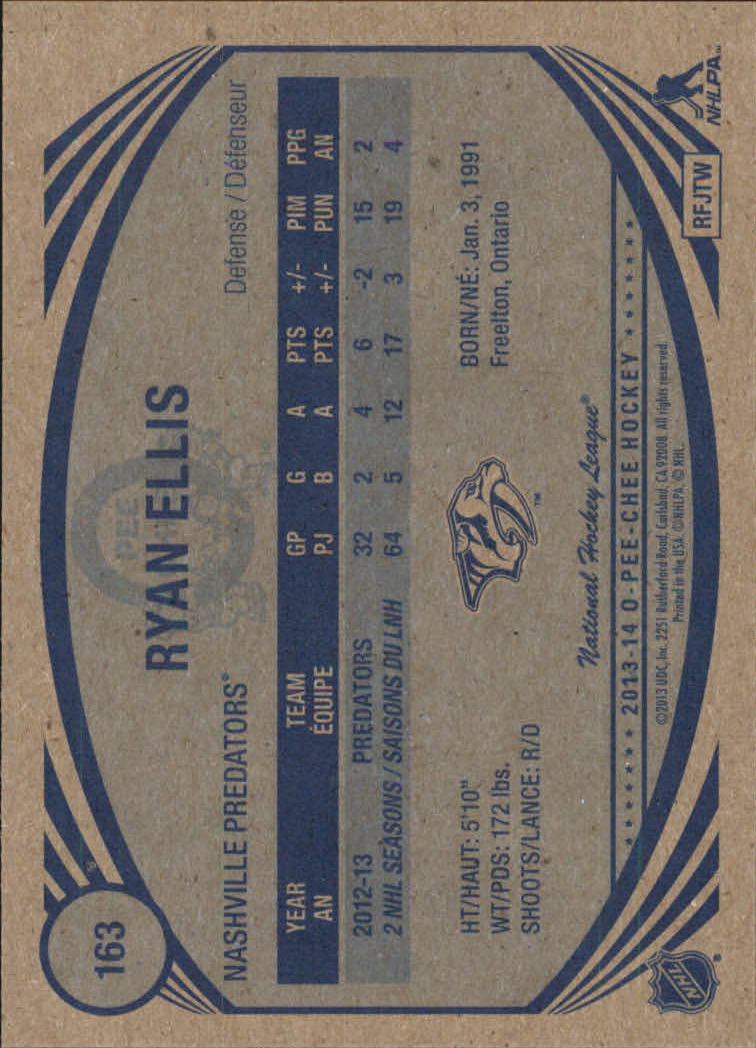 163
PEE
RYAN ELLIS
NASHVILLE PREDATORS®
Defense / Défenseur
YEAR TEAM GP G A PTS +/- PIM PPG
AN ÉQUIPE PJ B A PTS +/- PUN AN
2012-13 PREDATORS 32 2 4 6 -2 15 2
2 NHL SEASONS / SAISONS DU LNH 64 5 12 17 3 19 4
HT/HAUT: 5'10"
WT/PDS: 172 lbs.
SHOOTS/LANCE: R/D
TM
BORN/NÉ: Jan. 3, 1991
Freelton, Ontario
National Hockey League®
2013-14 O-PEE-CHEE HOCKEY
©2013 UDC, Inc. 2251 Rutherford Road, Carlsbad, CA 92008. All rights reserved.
Printed in the USA. ©NHLPA. © NHL.
NHL®
RFJTW
NHLPA™